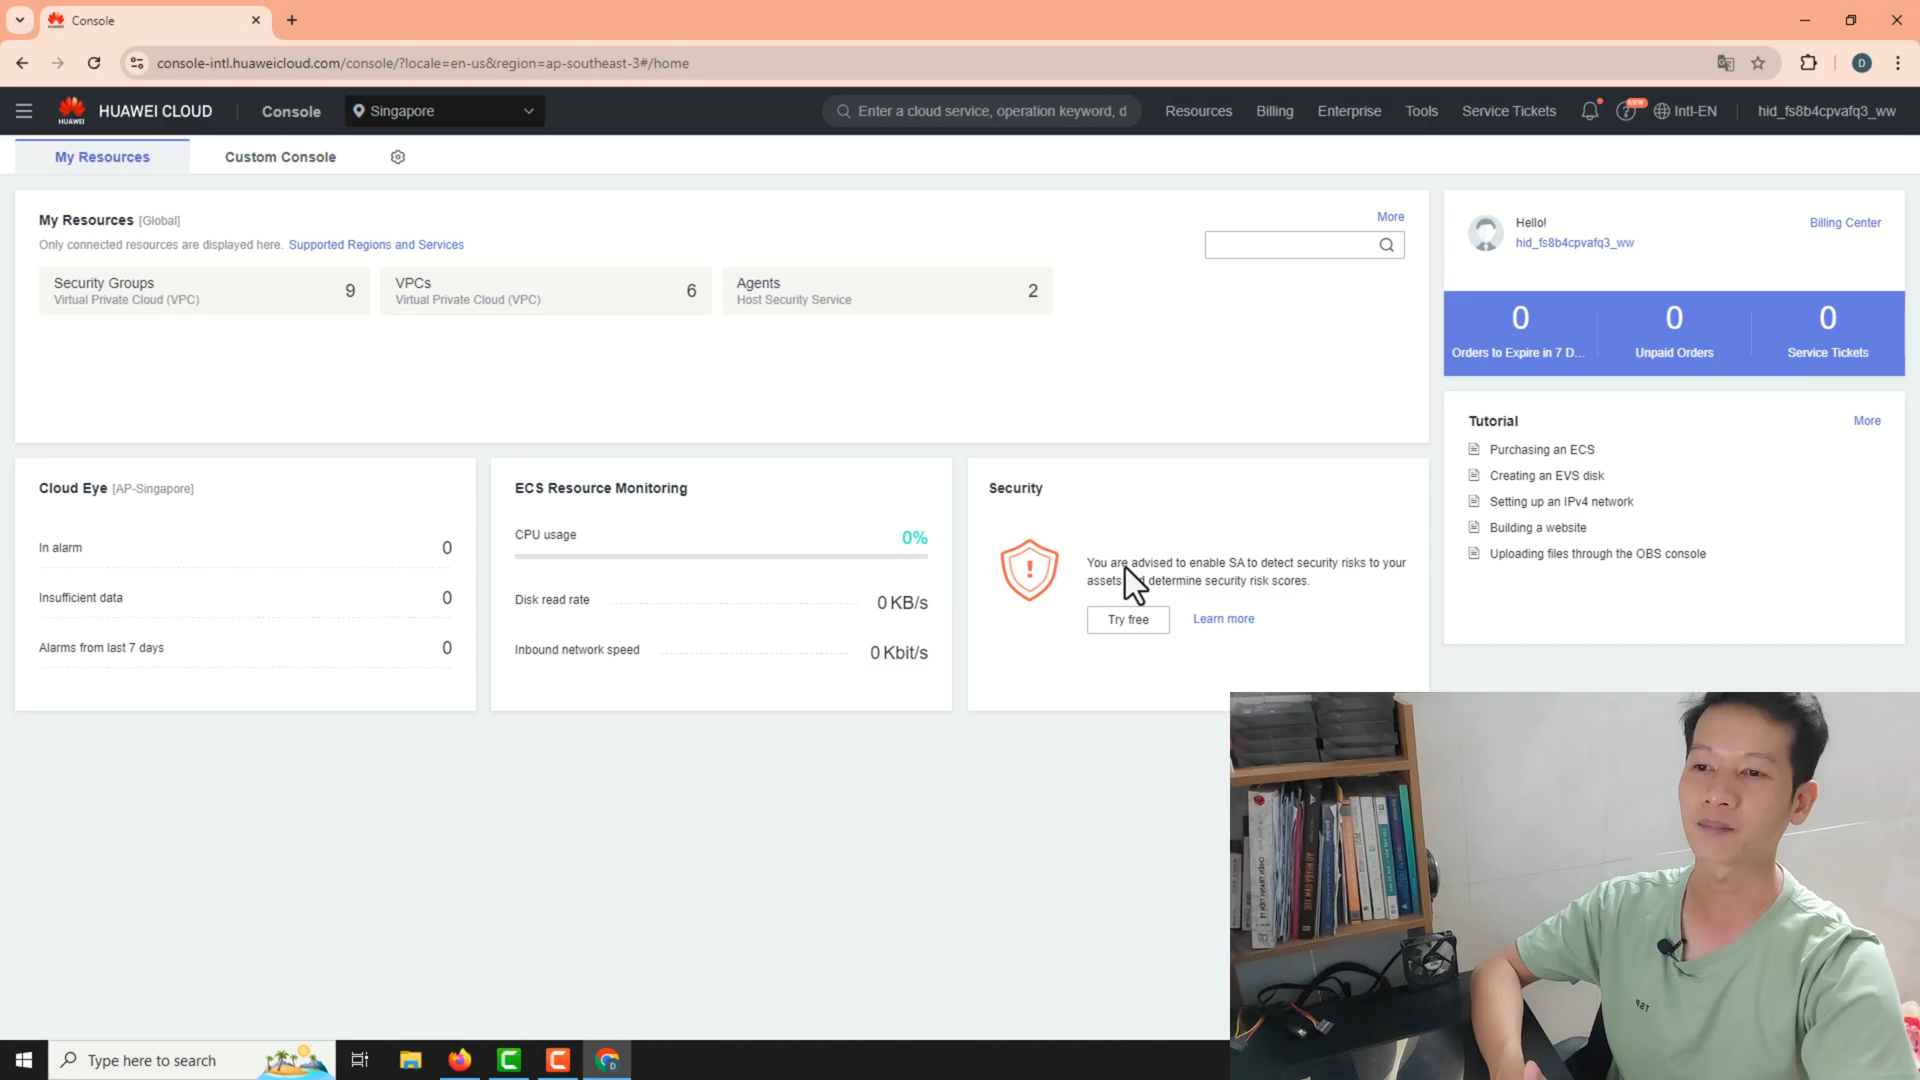 Console
console-intl.huaweicloud.com/console/?locale=en-us&region=ap-southeast-3#/home
D
HUAWEI
HUAWEI CLOUD
Console
Singapore
Enter a cloud service, operation keyword, d
Resources
Billing
Enterprise
Tools
Service Tickets
NEW
Intl-EN
hid_fs8b4cpvafq3_ww
My Resources
Custom Console
My Resources [Global]
More
Only connected resources are displayed here. Supported Regions and Services
Security Groups
Virtual Private Cloud (VPC)
9
VPCs
Virtual Private Cloud (VPC)
6
Agents
Host Security Service
2
Hello!
hid_fs8b4cpvafq3_ww
Billing Center
0
Orders to Expire in 7 D...
0
Unpaid Orders
0
Service Tickets
Tutorial
More
Purchasing an ECS
Creating an EVS disk
Setting up an IPv4 network
Building a website
Uploading files through the OBS console
Cloud Eye [AP-Singapore]
In alarm
0
Insufficient data
0
Alarms from last 7 days
0
ECS Resource Monitoring
CPU usage
0%
Disk read rate
0 KB/s
Inbound network speed
0 Kbit/s
Security
You are advised to enable SA to detect security risks to your
assets determine security risk scores.
Try free
Learn more
Type here to search